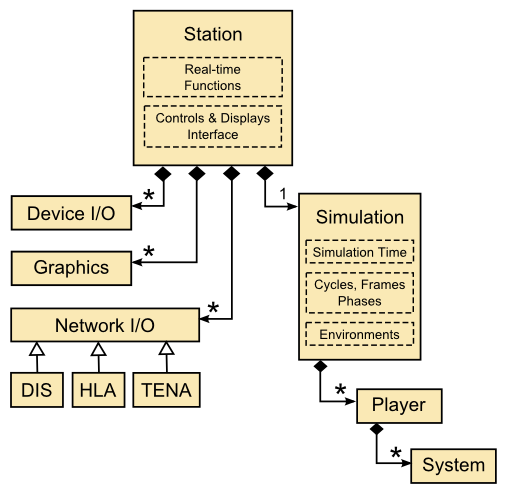 Station
Real-time
Functions
Controls & Displays
Interface
*
Device I/O
*
Graphics
*
Network I/O
DIS
HLA
TENA
1
Simulation
Simulation Time
Cycles, Frames
Phases
Environments
*
Player
*
System